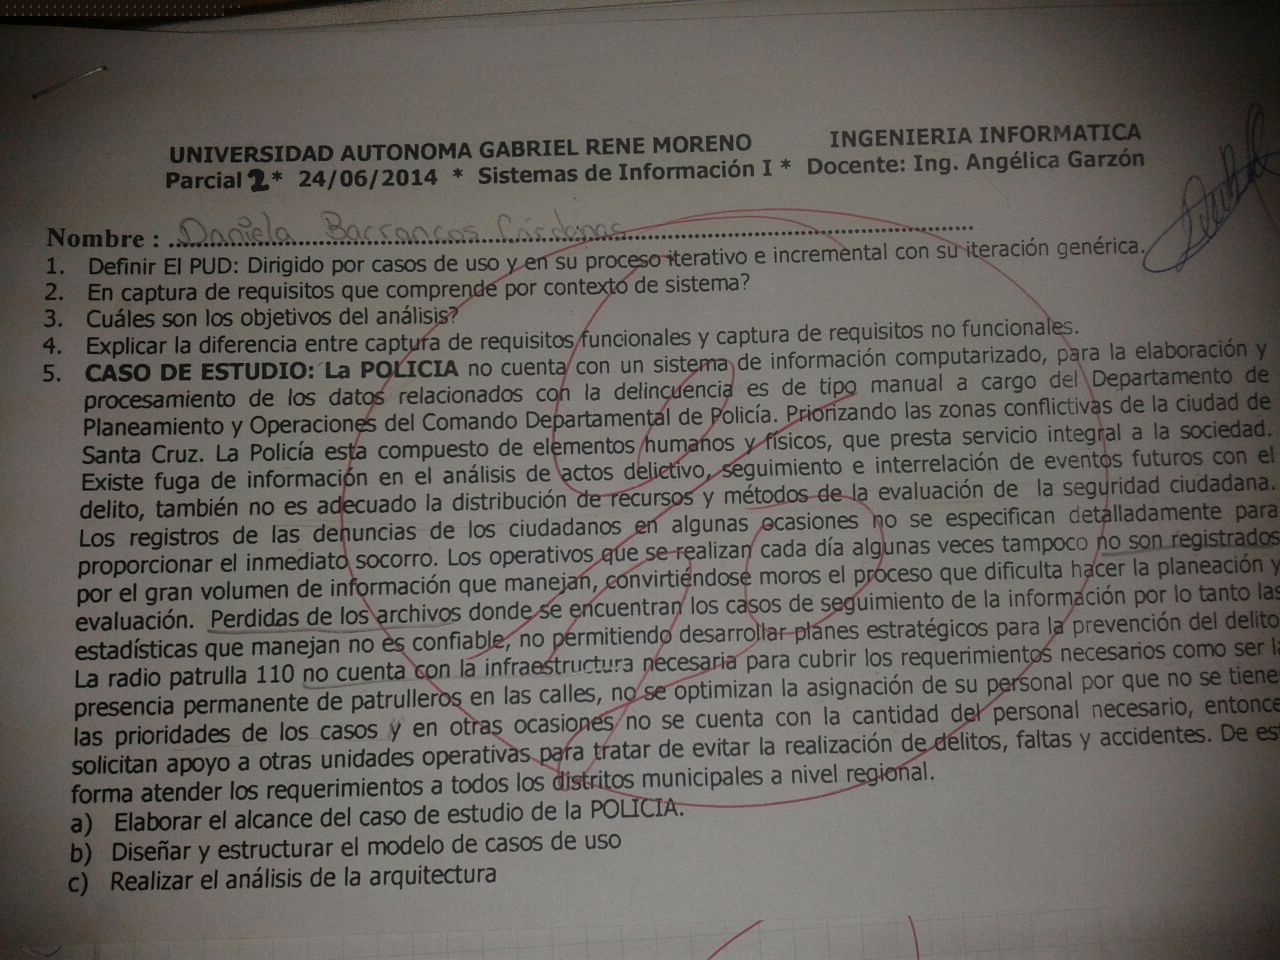 UNIVERSIDAD AUTONOMA GABRIEL RENE MORENO INGENIERIA INFORMATICA
Parcial 2* 24/06/2014 * Sistemas de Información I * Docente: Ing. Angélica Garzón
Nombre : Daniela Barrancos Cárdenas
1. Definir El PUD: Dirigido por casos de uso y en su proceso iterativo e incremental con su iteración genérica.
2. En captura de requisitos que comprende por contexto de sistema?
3. Cuáles son los objetivos del análisis?
4. Explicar la diferencia entre captura de requisitos funcionales y captura de requisitos no funcionales.
5. CASO DE ESTUDIO: La POLICIA no cuenta con un sistema de información computarizado, para la elaboración y
procesamiento de los datos relacionados con la delincuencia es de tipo manual a cargo del Departamento de
Planeamiento y Operaciones del Comando Departamental de Policía. Priorizando las zonas conflictivas de la ciudad de
Santa Cruz. La Policía esta compuesto de elementos humanos y físicos, que presta servicio integral a la sociedad.
Existe fuga de información en el análisis de actos delictivo, seguimiento e interrelación de eventos futuros con el
delito, también no es adecuado la distribución de recursos y métodos de la evaluación de la seguridad ciudadana.
Los registros de las denuncias de los ciudadanos en algunas ocasiones no se especifican detalladamente para
proporcionar el inmediato socorro. Los operativos que se realizan cada día algunas veces tampoco no son registrados
por el gran volumen de información que manejan, convirtiéndose moros el proceso que dificulta hacer la planeación y
evaluación. Perdidas de los archivos donde se encuentran los casos de seguimiento de la información por lo tanto las
estadísticas que manejan no es confiable, no permitiendo desarrollar planes estratégicos para la prevención del delito
La radio patrulla 110 no cuenta con la infraestructura necesaria para cubrir los requerimientos necesarios como ser l
presencia permanente de patrulleros en las calles, no se optimizan la asignación de su personal por que no se tiene
las prioridades de los casos y en otras ocasiones no se cuenta con la cantidad del personal necesario, entonce
solicitan apoyo a otras unidades operativas para tratar de evitar la realización de delitos, faltas y accidentes. De es
forma atender los requerimientos a todos los distritos municipales a nivel regional.
a) Elaborar el alcance del caso de estudio de la POLICIA.
b) Diseñar y estructurar el modelo de casos de uso
c) Realizar el análisis de la arquitectura